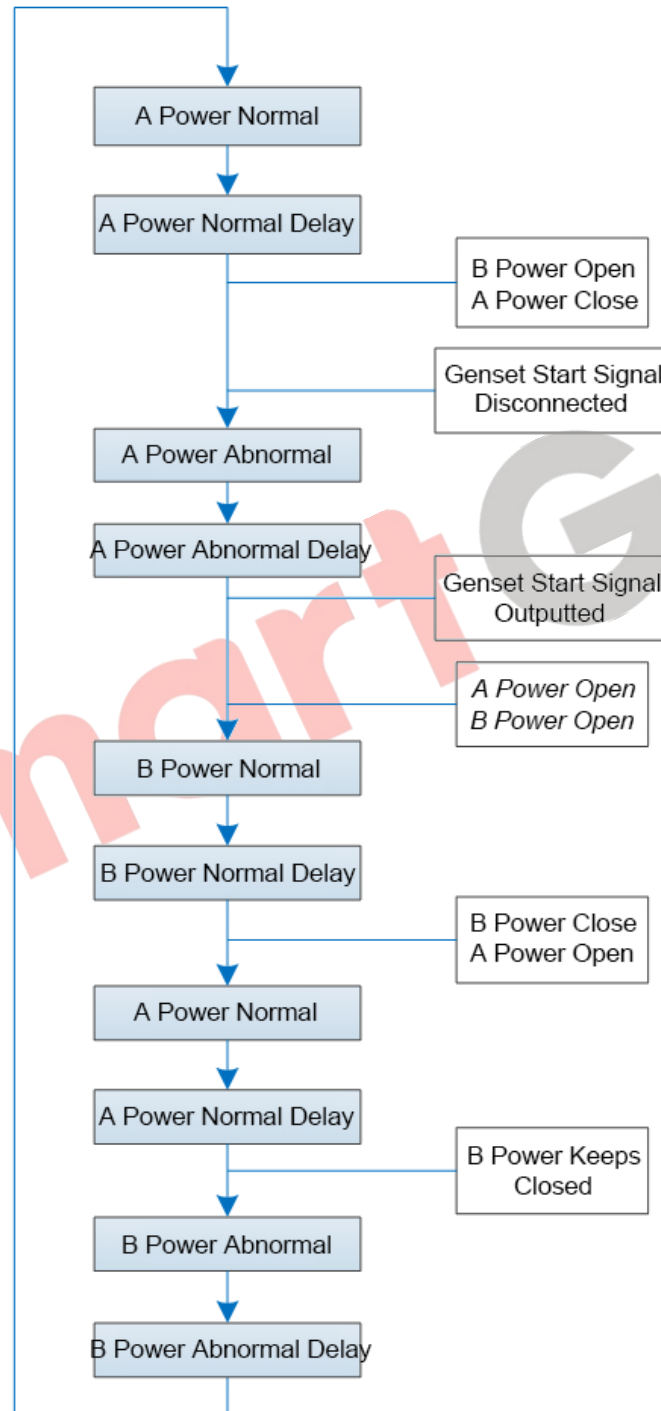 A Power Normal
A Power Normal Delay
B Power Open
A Power Close
Genset Start Signal
Disconnected
A Power Abnormal
A Power Abnormal Delay
Genset Start Signal
Outputted
A Power Open
B Power Open
B Power Normal
B Power Normal Delay
B Power Close
A Power Open
A Power Normal
A Power Normal Delay
B Power Keeps
Closed
B Power Abnormal
B Power Abnormal Delay
martG